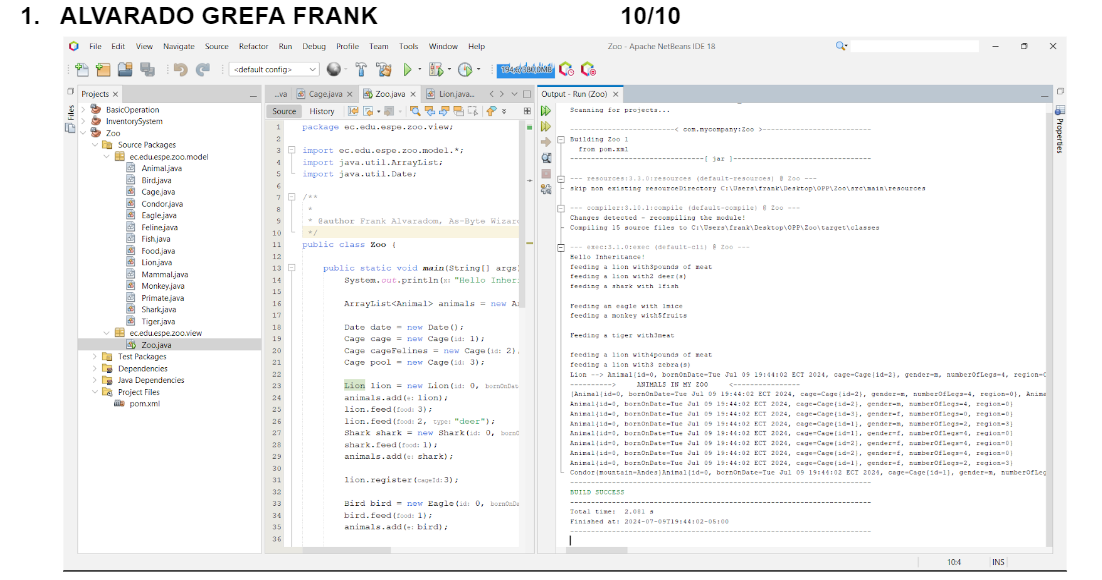 1. ALVARADO GREFA FRANK 10/10
File Edit View Navigate Source Refactor Run Debug Profile Team Tools Window Help Zoo - Apache NetBeans IDE 18
<default config>
Projects ...va Cage.java Zoo.java Lion.java... Output - Run (Zoo)
Files
Properties
BasicOperation
InventorySystem
Zoo
Source Packages
ec.edu.espe.zoo.model
Animal.java
Bird.java
Cage.java
Condor.java
Eagle.java
Feline.java
Fish.java
Food.java
Lion.java
Mammal.java
Monkey.java
Primate.java
Shark.java
Tiger.java
ec.edu.espe.zoo.view
Zoo.java
Test Packages
Dependencies
Java Dependencies
Project Files
pom.xml
Source History
1 package ec.edu.espe.zoo.view;
2
3 import ec.edu.espe.zoo.model.*;
4 import java.util.ArrayList;
5 import java.util.Date;
6
7 /**
8 *
9 * @author Frank Alvaradom, As-Byte Wizar
10 */
11 public class Zoo {
12
13 public static void main(String[] args
14 System.out.println(x: "Hello Inheri
15
16 ArrayList<Animal> animals = new A
17
18 Date date = new Date();
19 Cage cage = new Cage(id: 1);
20 Cage cageFelines = new Cage(id: 2)
21 Cage pool = new Cage(id: 3);
22
23 Lion lion = new Lion(id: 0, bornOnDat
24 animals.add(e: lion);
25 lion.feed(food: 3);
26 lion.feed(food: 2, type: "deer");
27 Shark shark = new Shark(id: 0, bornO
28 shark.feed(food: 1);
29 animals.add(e: shark);
30
31 lion.register(cageId:3);
32
33 Bird bird = new Eagle(id: 0, bornOnDa
34 bird.feed(food: 1);
35 animals.add(e: bird);
36
Scanning for projects...
------------------------< com.mycompany:Zoo >-------------------------
Building Zoo 1
from pom.xml
--------------------------------[ jar ]---------------------------------
--- resources:3.3.0:resources (default-resources) @ Zoo ---
skip non existing resourceDirectory C:\Users\frank\Desktop\OPP\Zoo\src\main\resources
--- compiler:3.10.1:compile (default-compile) @ Zoo ---
Changes detected - recompiling the module!
Compiling 15 source files to C:\Users\frank\Desktop\OPP\Zoo\target\classes
--- exec:3.1.0:exec (default-cli) @ Zoo ---
Hello Inheritance!
feeding a lion with3pounds of meat
feeding a lion with2 deer(s)
feeding a shark with 1fish
Feeding an eagle with 1mice
feeding a monkey with5fruits
Feeding a tiger with3meat
feeding a lion with4pounds of meat
feeding a lion with3 zebra(s)
Lion --> Animal{id=0, bornOnDate=Tue Jul 09 19:44:02 ECT 2024, cage=Cage{id=2}, gender=m, numberOfLegs=4, region=0
----------> ANIMALS IN MY ZOO <----------------
[Animal{id=0, bornOnDate=Tue Jul 09 19:44:02 ECT 2024, cage=Cage{id=2}, gender=m, numberOfLegs=4, region=0}, Anima
Animal{id=0, bornOnDate=Tue Jul 09 19:44:02 ECT 2024, cage=Cage{id=2}, gender=m, numberOfLegs=4, region=0}
Animal{id=0, bornOnDate=Tue Jul 09 19:44:02 ECT 2024, cage=Cage{id=3}, gender=f, numberOfLegs=0, region=0}
Animal{id=0, bornOnDate=Tue Jul 09 19:44:02 ECT 2024, cage=Cage{id=1}, gender=m, numberOfLegs=2, region=3}
Animal{id=0, bornOnDate=Tue Jul 09 19:44:02 ECT 2024, cage=Cage{id=1}, gender=f, numberOfLegs=4, region=0}
Animal{id=0, bornOnDate=Tue Jul 09 19:44:02 ECT 2024, cage=Cage{id=2}, gender=m, numberOfLegs=4, region=0}
Animal{id=0, bornOnDate=Tue Jul 09 19:44:02 ECT 2024, cage=Cage{id=2}, gender=f, numberOfLegs=4, region=0}
Animal{id=0, bornOnDate=Tue Jul 09 19:44:02 ECT 2024, cage=Cage{id=1}, gender=f, numberOfLegs=2, region=3}
Condor{mountain=Andes}Animal{id=0, bornOnDate=Tue Jul 09 19:44:02 ECT 2024, cage=Cage{id=1}, gender=m, numberOfLeg
------------------------------------------------------------------------
BUILD SUCCESS
------------------------------------------------------------------------
Total time: 2.081 s
Finished at: 2024-07-09T19:44:02-05:00
------------------------------------------------------------------------
10:4 INS